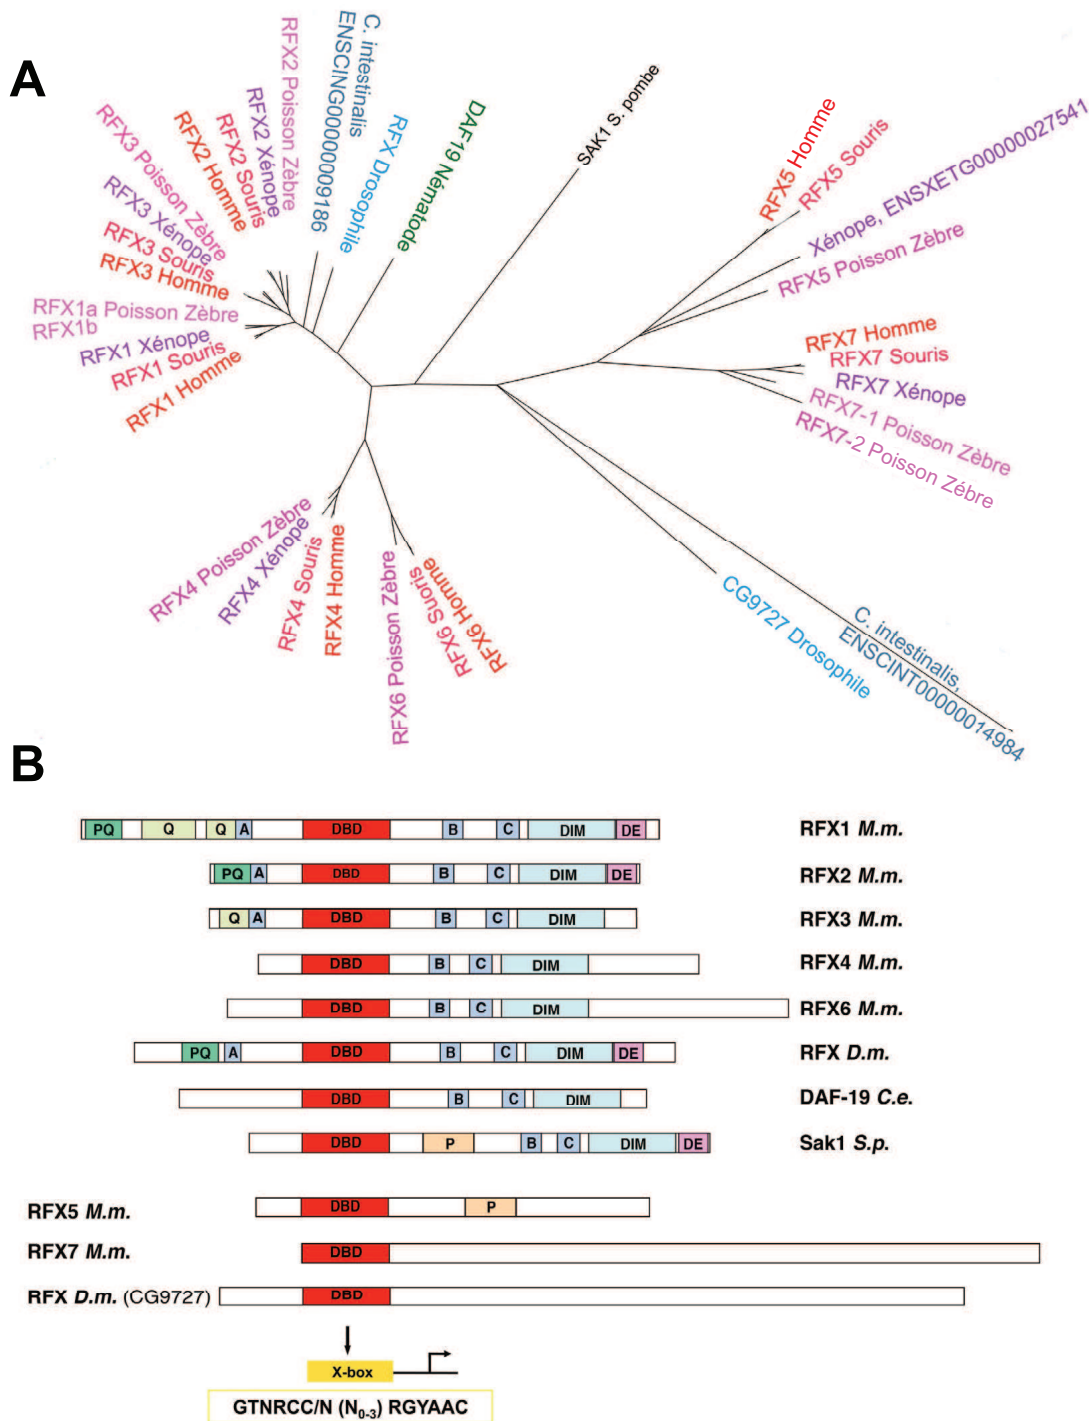 A
RFX3 Poisson Zèbre
RFX3 Xénope
RFX3 Souris
RFX3 Homme
RFX2 Homme
RFX2 Souris
RFX2 Xénope
RFX2 Poisson Zèbre
C. intestinalis
ENSCING00000009186
RFX Drosophile
DAF19 Nématode
SAK1 S. pombe
RFX5 Homme
RFX5 Souris
Xénope, ENSXETG00000027541
RFX5 Poisson Zèbre
RFX1a Poisson Zèbre
RFX1b
RFX1 Xénope
RFX1 Souris
RFX1 Homme
RFX7 Homme
RFX7 Souris
RFX7 Xénope
RFX7-1 Poisson Zèbre
RFX7-2 Poisson Zébre
RFX4 Poisson Zèbre
RFX4 Xénope
RFX4 Souris
RFX4 Homme
RFX6 Poisson Zèbre
RFX6 Suoris
RFX6 Homme
CG9727 Drosophile
C. intestinalis,
ENSCINT00000014984
B
PQ Q Q A DBD B C DIM DE RFX1 M.m.
PQ A DBD B C DIM DE RFX2 M.m.
Q A DBD B C DIM RFX3 M.m.
DBD B C DIM RFX4 M.m.
DBD B C DIM RFX6 M.m.
PQ A DBD B C DIM DE RFX D.m.
DBD B C DIM DAF-19 C.e.
DBD P B C DIM DE Sak1 S.p.
RFX5 M.m. DBD P
RFX7 M.m. DBD
RFX D.m. (CG9727) DBD
X-box
GTNRCC/N (N0-3) RGYAAC